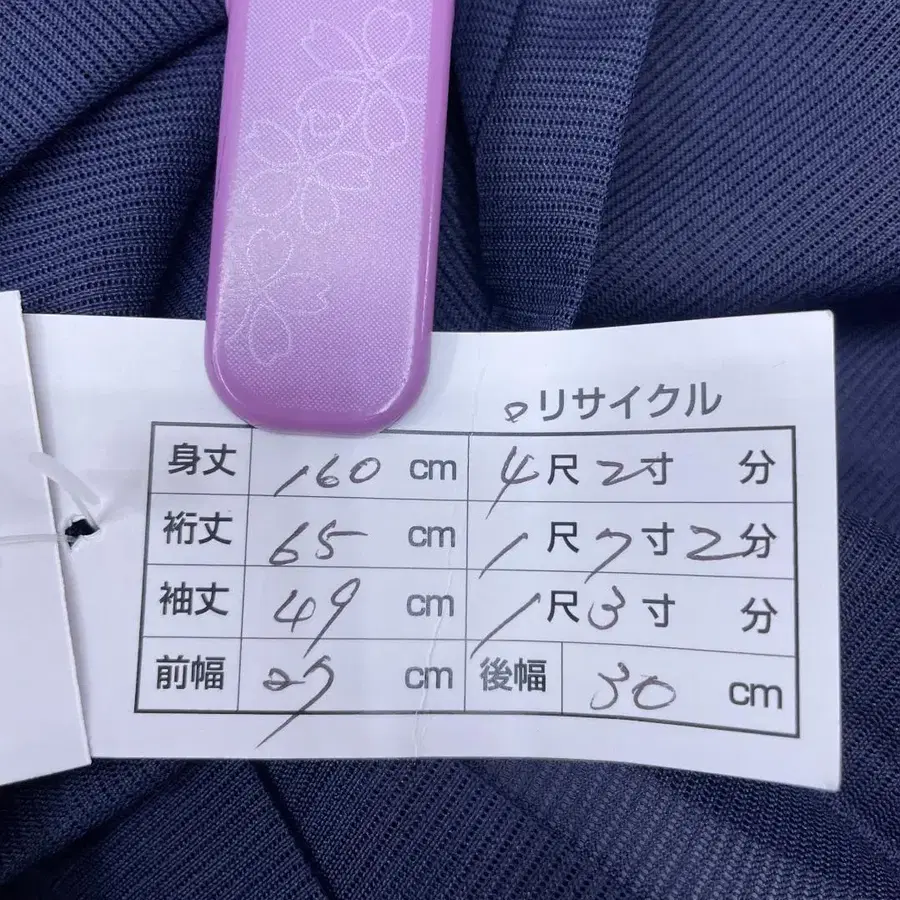 リサイクル
身丈 160 cm 4尺2寸 分
裄丈 65 cm 1尺7寸2分
袖丈 49 cm 1尺3寸 分
前幅 27 cm 後幅 30 cm